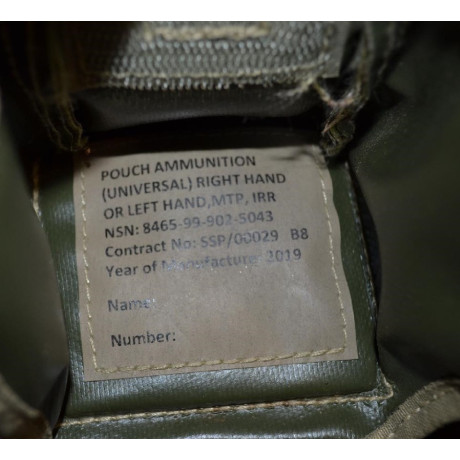 POUCH AMMUNITION
(UNIVERSAL) RIGHT HAND
OR LEFT HAND,MTP, IRR
NSN: 8465-99-902-5043
Contract No: SSP/00029 B8
Year of Manufacture: 2019
Name:
Number: